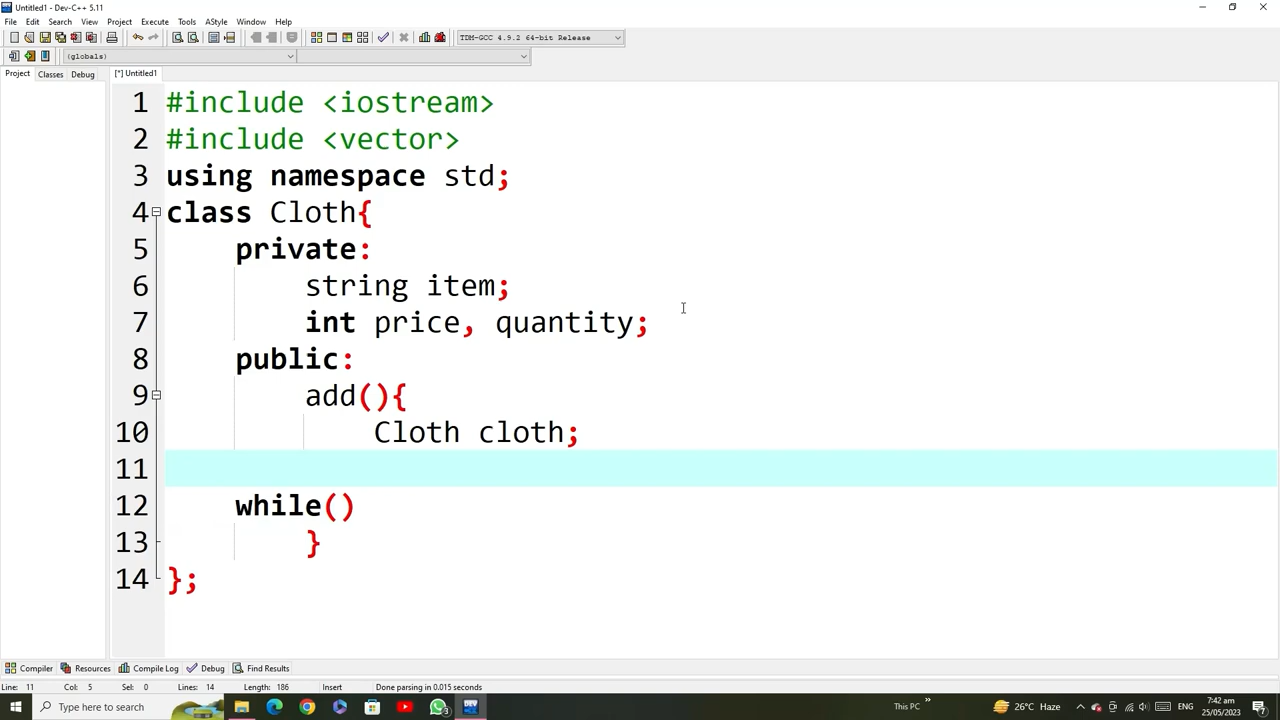 Untitled1 - Dev-C++ 5.11
File Edit Search View Project Execute Tools AStyle Window Help
TDM-GCC 4.9.2 64-bit Release
(globals)
Project Classes Debug [*] Untitled1
1 #include <iostream>
2 #include <vector>
3 using namespace std;
4 class Cloth{
5 private:
6 string item;
7 int price, quantity;
8 public:
9 add(){
10 Cloth cloth;
11
12 while()
13 }
14 };
Compiler Resources Compile Log Debug Find Results
Line: 11 Col: 5 Sel: 0 Lines: 14 Length: 186 Insert Done parsing in 0.015 seconds
Type here to search 3 This PC » 26°C Haze ENG 7:42 am 25/05/2023